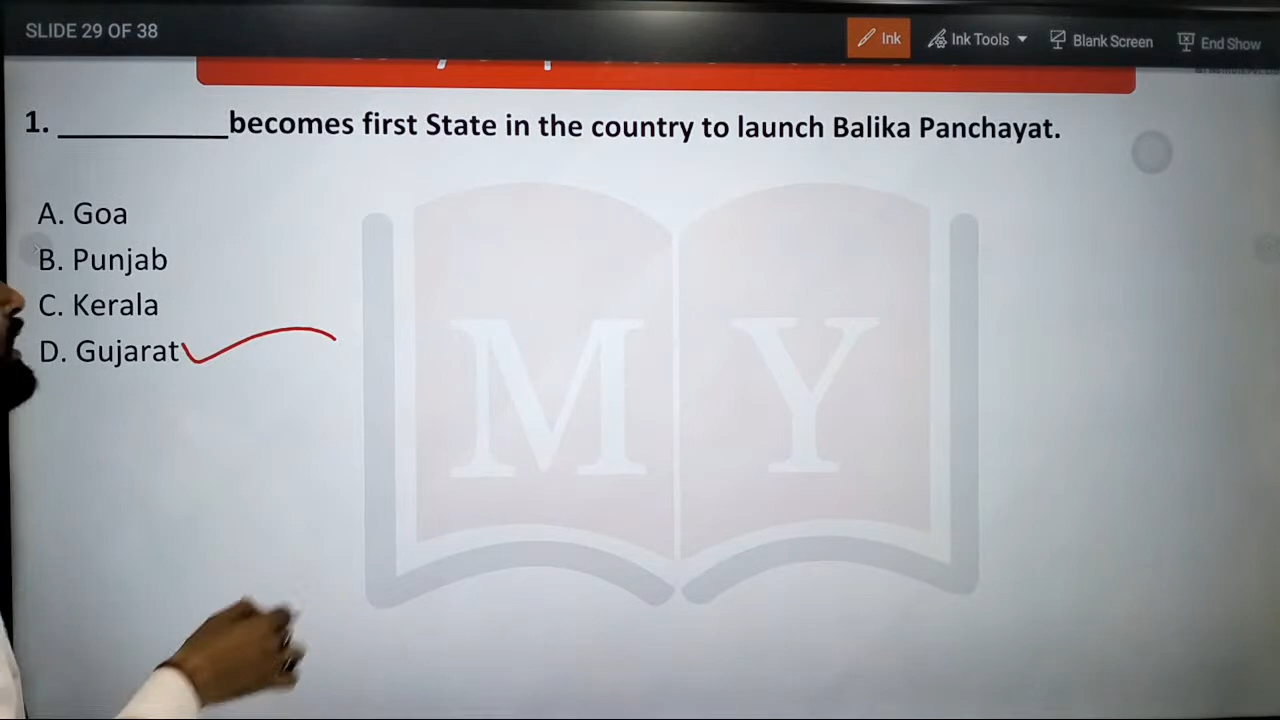 SLIDE 29 OF 38
Ink
Ink Tools
Blank Screen
End Show
1. __________becomes first State in the country to launch Balika Panchayat.
A. Goa
B. Punjab
C. Kerala
D. Gujarat
M Y